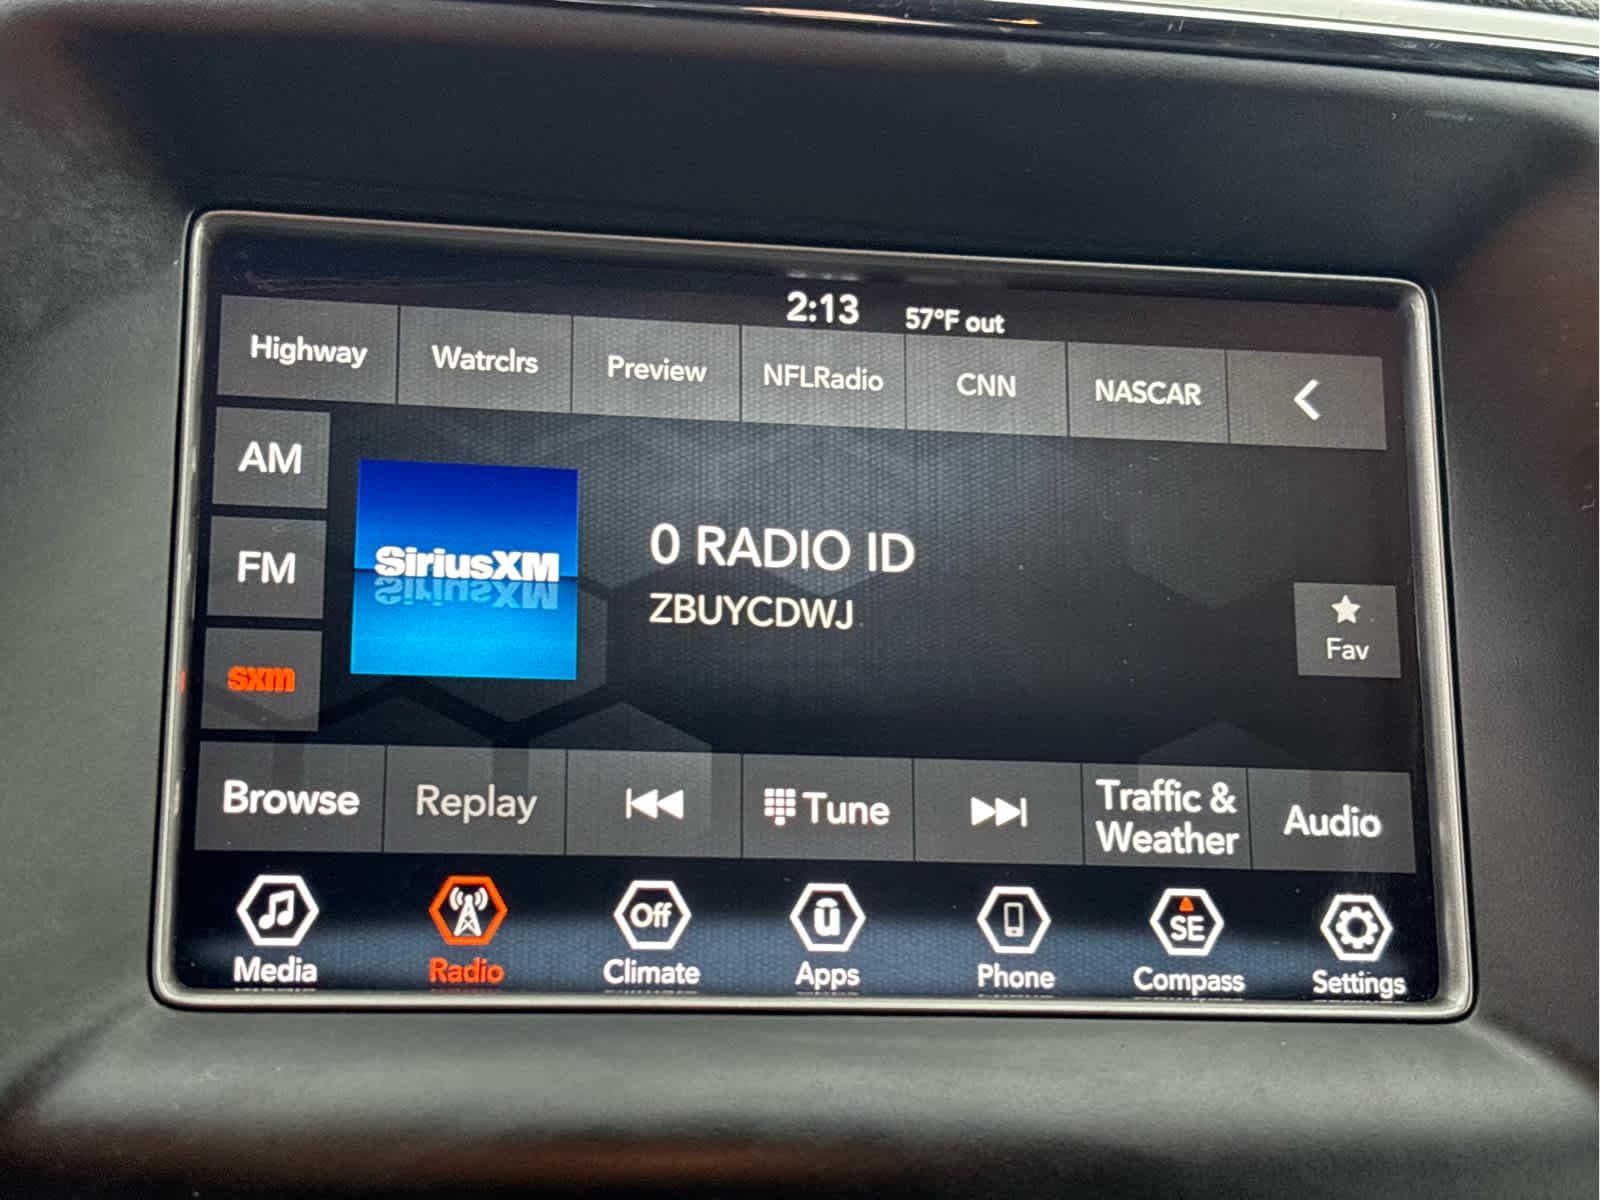 2:13 57°F out
Highway Watrclrs Preview NFLRadio CNN NASCAR
AM
FM
sxm
SiriusXM
0 RADIO ID
ZBUYCDWJ
Fav
Browse Replay Tune Traffic & Audio
Weather
Off SE
Media Radio Climate Apps Phone Compass Settings